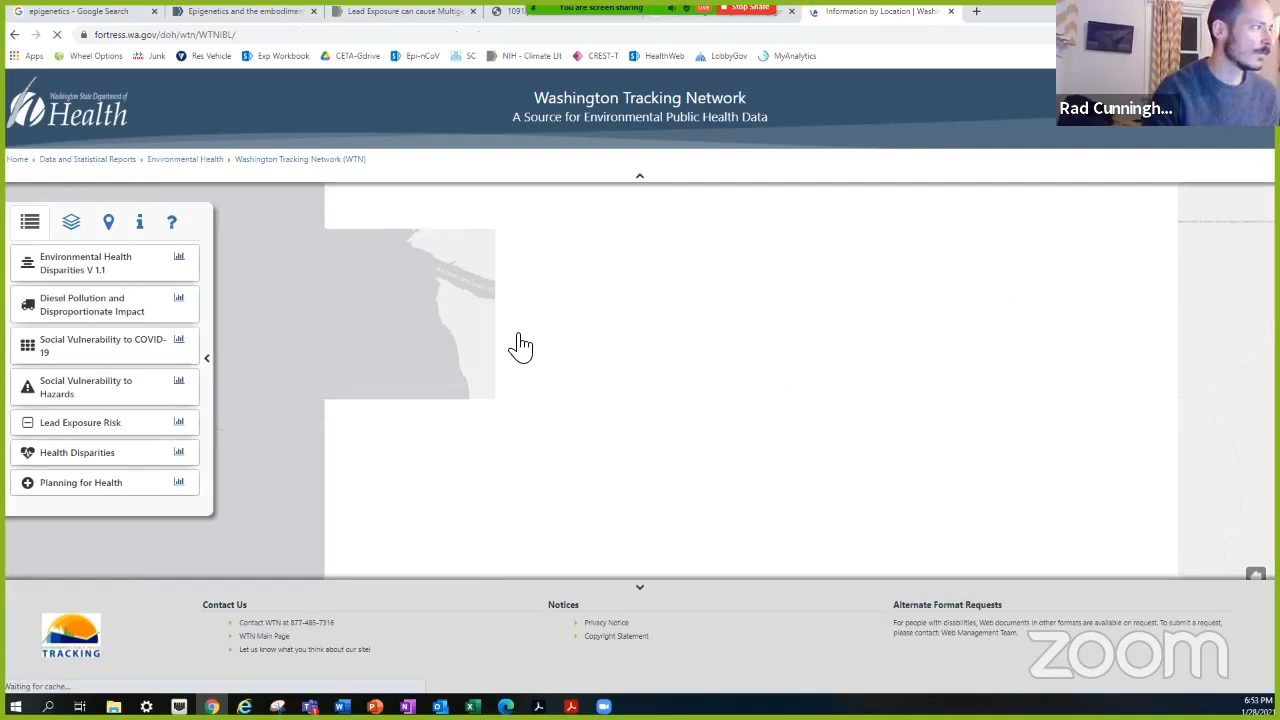 epigenetics - Google Search
Epigenetics and the embodimen
Lead Exposure can cause Multige
1091
You are screen sharing
LIVE
Stop Share
Information by Location | Washi
fortress.wa.gov/doh/wtn/WTNIBL/
Apps
Wheel Options
Junk
Res Vehicle
Exp Workbook
CETA-Gdrive
Epi-nCoV
SC
NIH - Climate LIt
CREST-T
HealthWeb
LobbyGov
MyAnalytics
Rad Cunningh...
Washington State Department of
Health
Washington Tracking Network
A Source for Environmental Public Health Data
Home
Data and Statistical Reports
Environmental Health
Washington Tracking Network (WTN)
Environmental Health
Disparities V 1.1
Diesel Pollution and
Disproportionate Impact
Social Vulnerability to COVID-
19
Social Vulnerability to
Hazards
Lead Exposure Risk
Health Disparities
Planning for Health
Contact Us
Contact WTN at 877-485-7316
WTN Main Page
Let us know what you think about our site!
Notices
Privacy Notice
Copyright Statement
Alternate Format Requests
For people with disabilities, Web documents in other formats are available on request. To submit a request,
please contact: Web Management Team.
TRACKING
zoom
Waiting for cache...
6:53 PM
1/28/2021